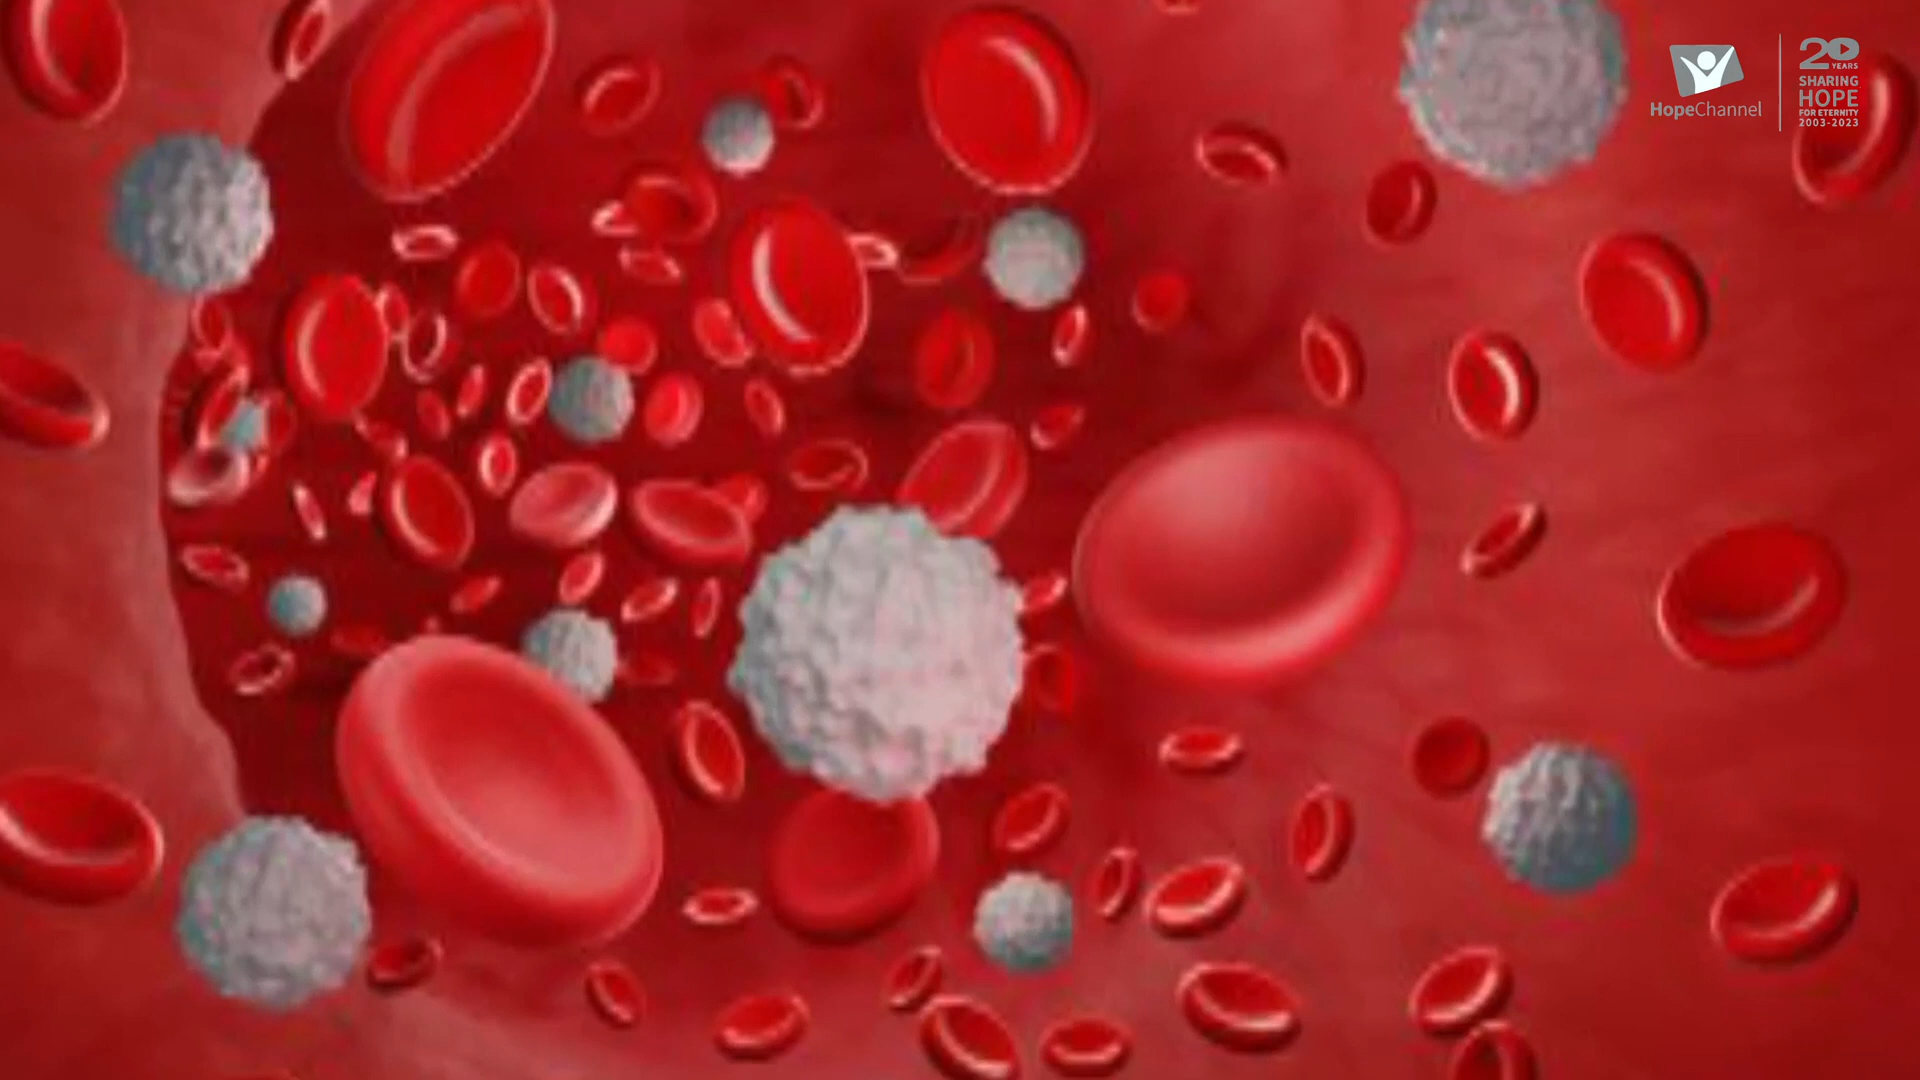 HopeChannel
20
YEARS
SHARING
HOPE
FOR ETERNITY
2003-2023